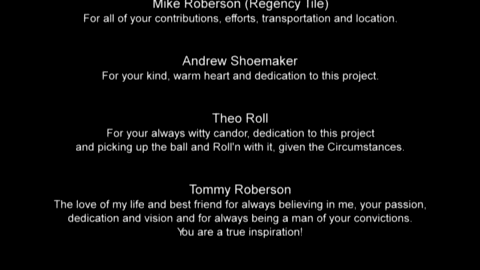 Mike Roberson (Regency Tile)
For all of your contributions, efforts, transportation and location.
Andrew Shoemaker
For your kind, warm heart and dedication to this project.
Theo Roll
For your always witty candor, dedication to this project
and picking up the ball and Roll'n with it, given the Circumstances.
Tommy Roberson
The love of my life and best friend for always believing in me, your passion,
dedication and vision and for always being a man of your convictions.
You are a true inspiration!